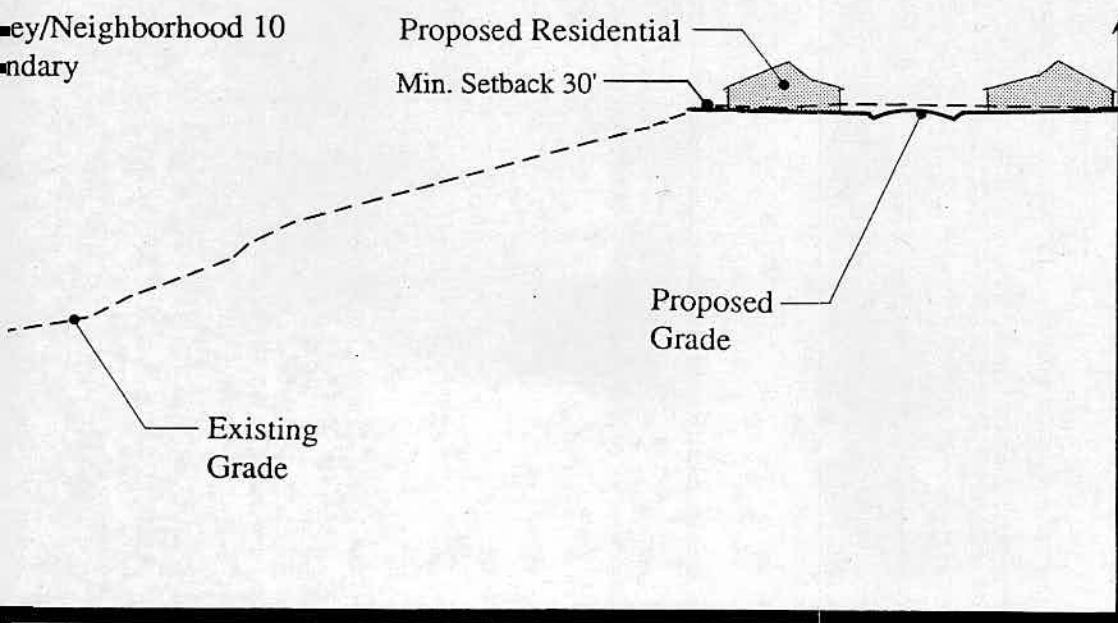 ey/Neighborhood 10
ndary
Proposed Residential
Min. Setback 30'
Proposed
Grade
Existing
Grade